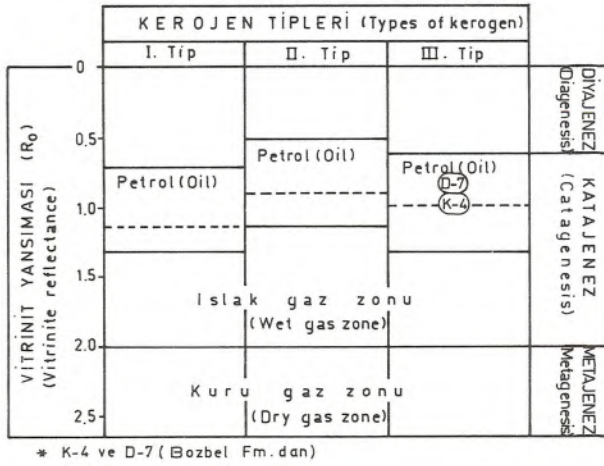 KEROJEN TİPLERİ (Types of kerogen)
I. Tip
II. Tip
III. Tip
VİTRİNİT YANSIMASI (Ro)
(Vitrinite reflectance)
0
0.5
1.0
1.5
2.0
2,5
Petrol (Oil)
Petrol (Oil)
Petrol (Oil)
D-7
K-4
Islak gaz zonu
(Wet gas zone)
Kuru gaz zonu
(Dry gas zone)
DİYAJENEZ
(Diagenesis)
KATAJENEZ
(Catagenesis)
METAJENEZ
(Metagenesis)
* K-4 ve D-7 (Bozbel Fm.dan)